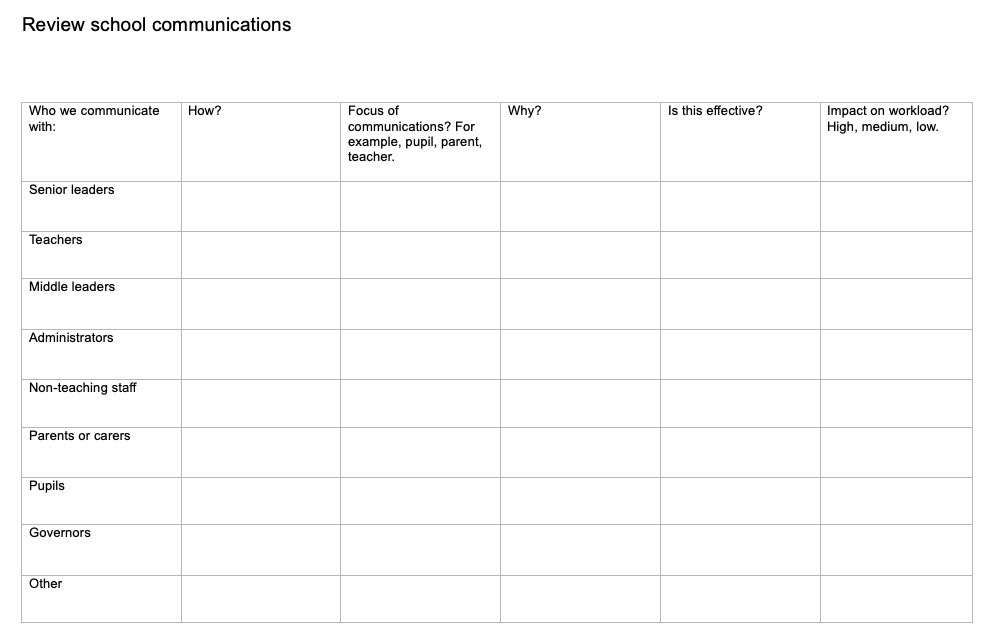 Review school communications
Who we communicate
with:
How?
Focus of
communications? For
example, pupil, parent,
teacher.
Why?
Is this effective?
Impact on workload?
High, medium, low.
Senior leaders
Teachers
Middle leaders
Administrators
Non-teaching staff
Parents or carers
Pupils
Governors
Other